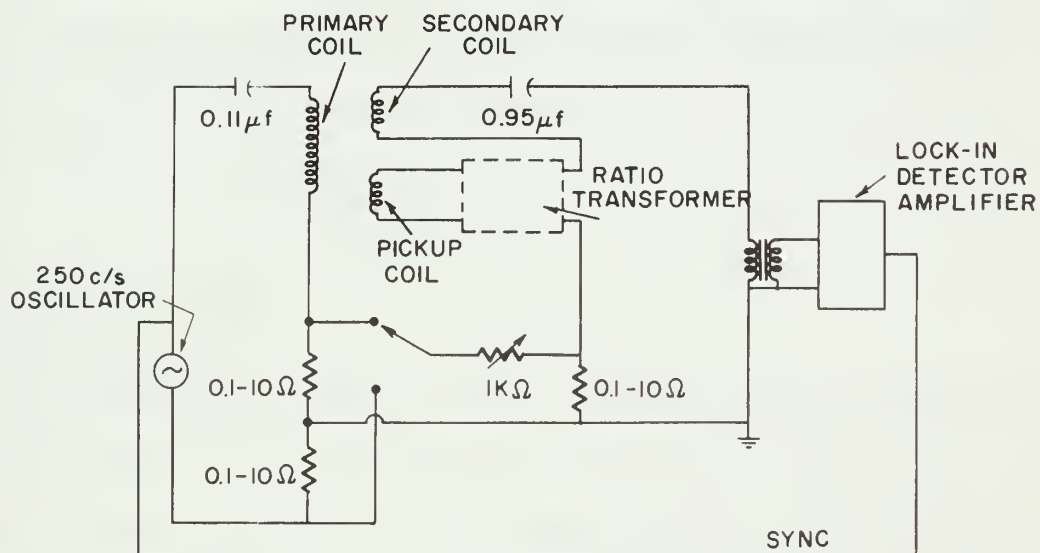 PRIMARY
COIL
SECONDARY
COIL
0.11μf
0.95μf
LOCK-IN
DETECTOR
AMPLIFIER
RATIO
TRANSFORMER
PICKUP
COIL
250 c/s
OSCILLATOR
0.1–10Ω
1KΩ
0.1–10Ω
0.1–10Ω
SYNC